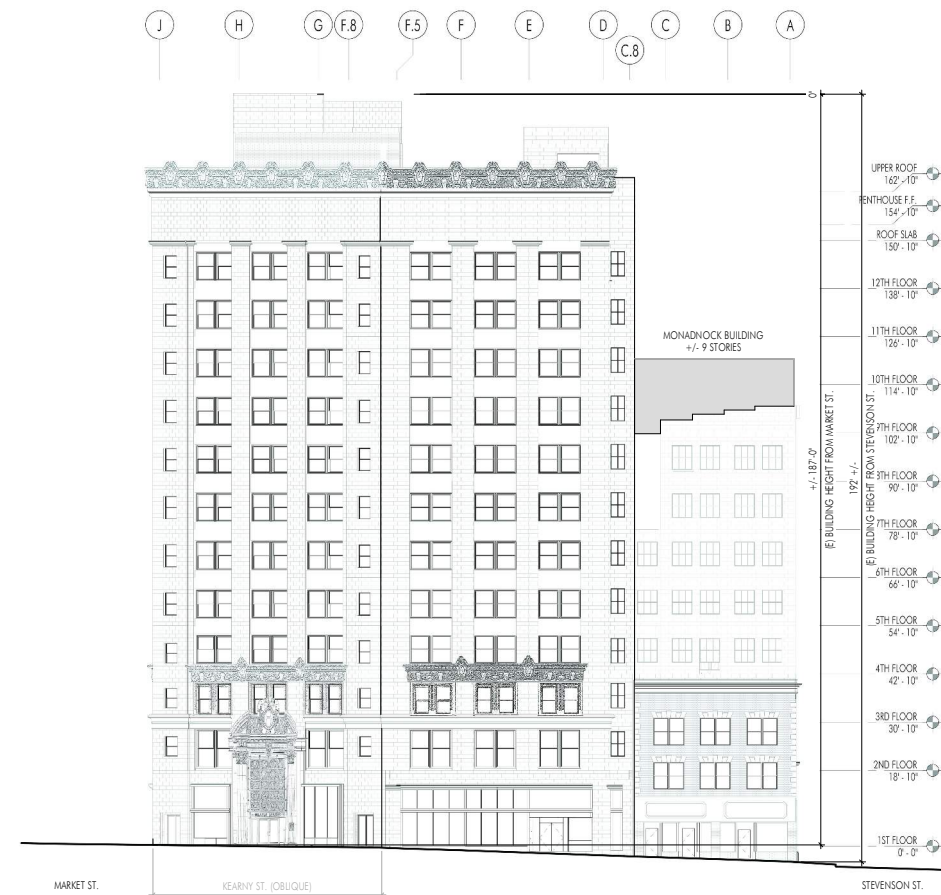 J H G F.8 F.5 F E D C.8 C B A
0'
UPPER ROOF
162' - 10"
PENTHOUSE F.F.
154' - 10"
ROOF SLAB
150' - 10"
12TH FLOOR
138' - 10"
MONADNOCK BUILDING
+/- 9 STORIES
11TH FLOOR
126' - 10"
10TH FLOOR
114' - 10"
9TH FLOOR
102' - 10"
8TH FLOOR
90' - 10"
7TH FLOOR
78' - 10"
6TH FLOOR
66' - 10"
5TH FLOOR
54' - 10"
4TH FLOOR
42' - 10"
3RD FLOOR
30' - 10"
2ND FLOOR
18' - 10"
1ST FLOOR
0' - 0"
+/- 187'-0"
(E) BUILDING HEIGHT FROM MARKET ST.
192' +/-
(E) BUILDING HEIGHT FROM STEVENSON ST.
MARKET ST.
KEARNY ST. (OBLIQUE)
STEVENSON ST.